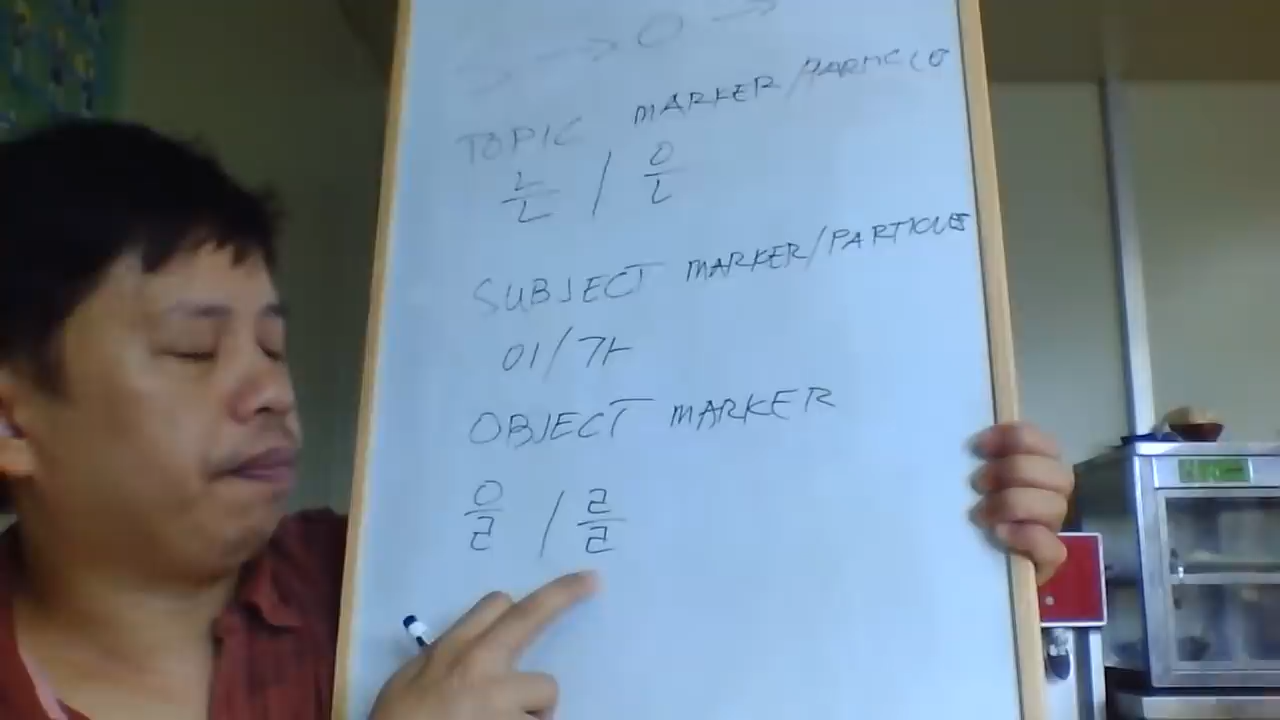 TOPIC MARKER/PARTICLE
는 / 은
SUBJECT MARKER/PARTICLE
이/가
OBJECT MARKER
을 / 를